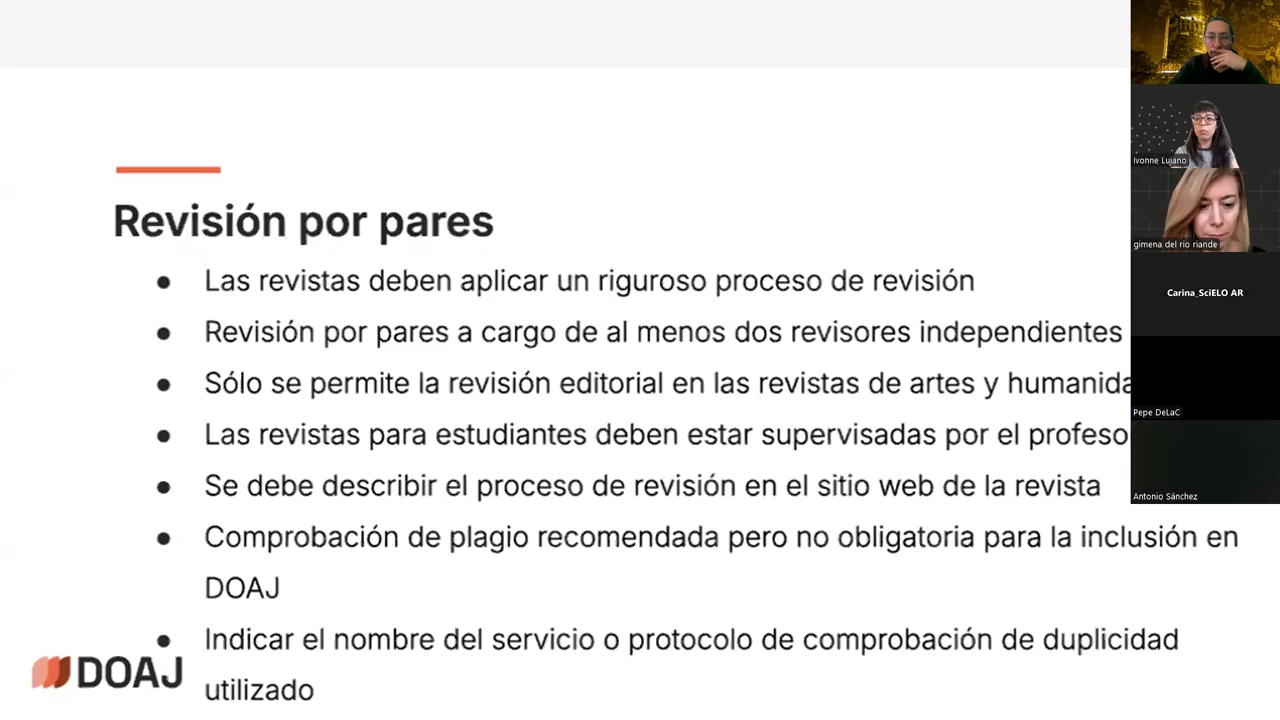 Revisión por pares
Las revistas deben aplicar un riguroso proceso de revisión
Revisión por pares a cargo de al menos dos revisores independientes
Sólo se permite la revisión editorial en las revistas de artes y
Las revistas para estudiantes deben estar supervisadas por el
Se debe describir el proceso de revisión en el sitio web de la revista
Comprobación de plagio recomendada pero no obligatoria para la inclusión en
DOAJ
Indicar el nombre del servicio o protocolo de comprobación de duplicidad
utilizado
DOAJ
Ivonne Lujano
gimena del rio riande
Carina_SciELO AR
Pepe DeLaC
Antonio Sánchez